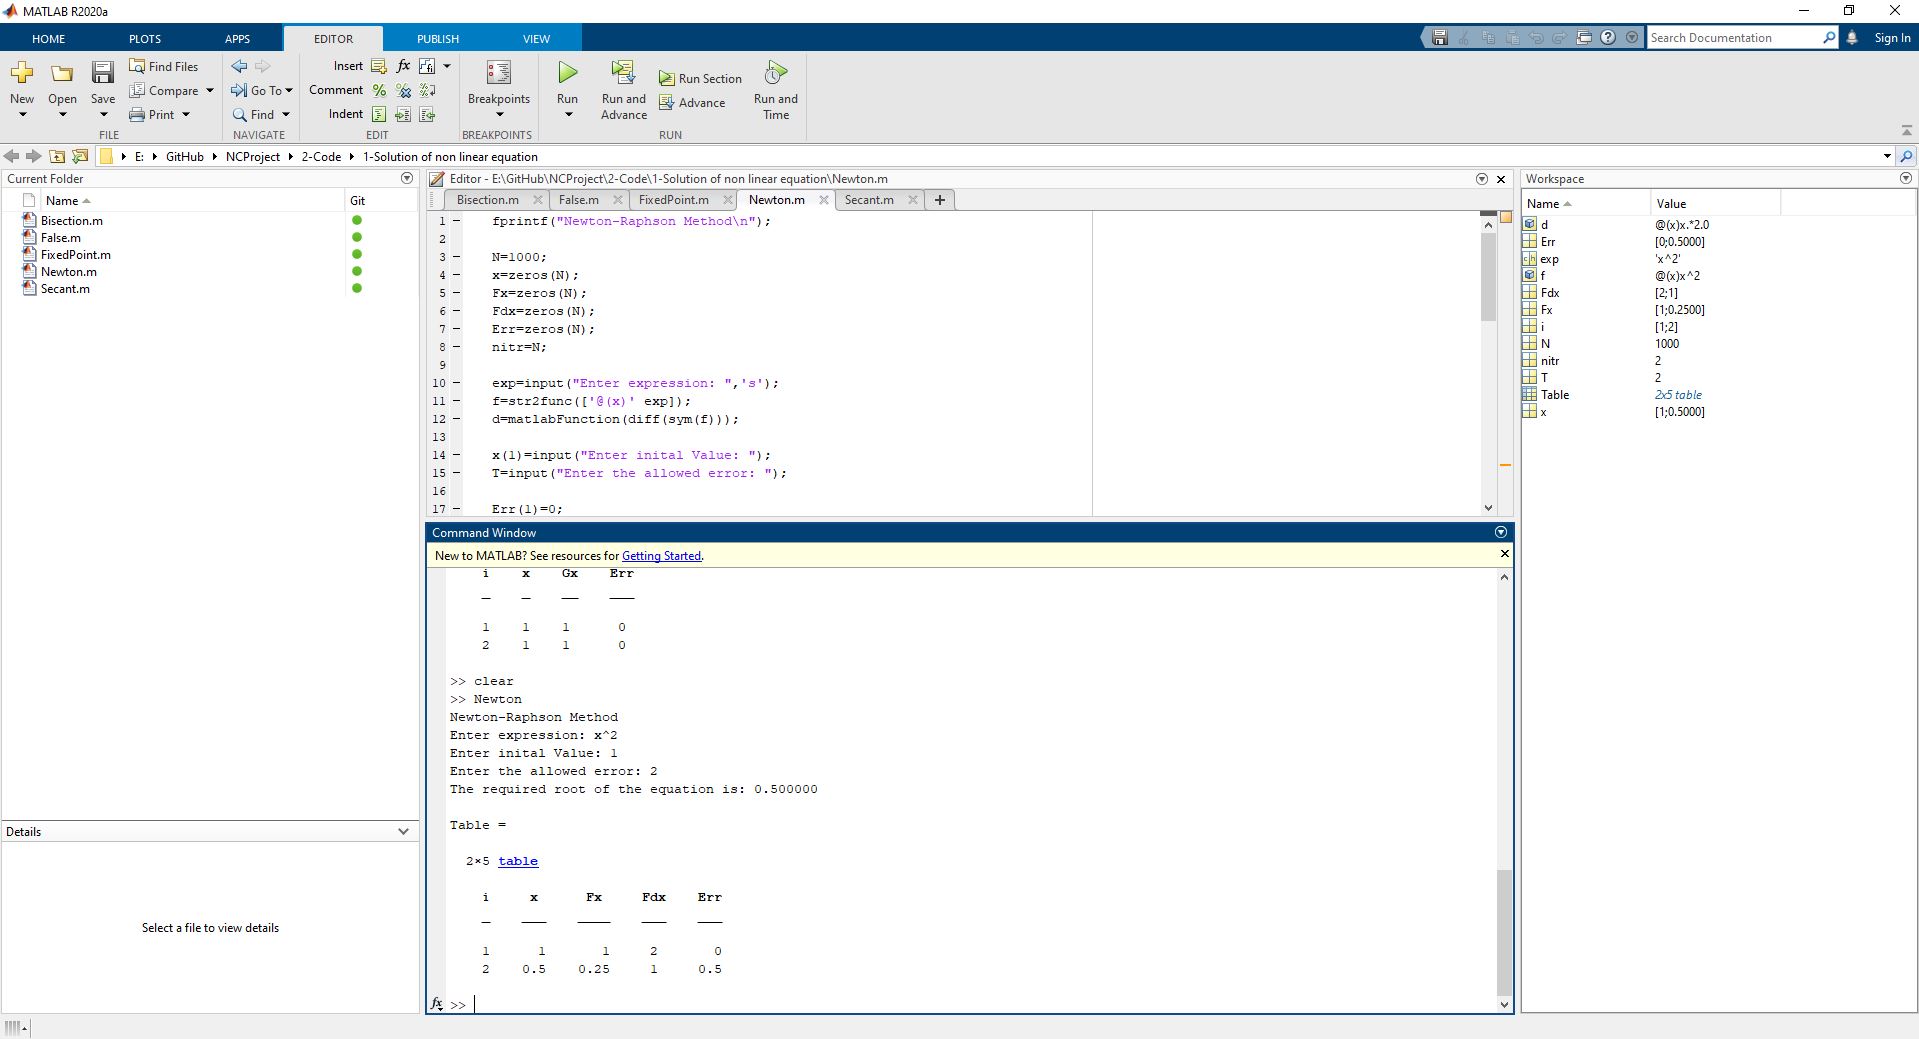 MATLAB R2020a
HOME PLOTS APPS EDITOR PUBLISH VIEW
Search Documentation
Sign In
New
Open
Save
Find Files
Compare
Print
FILE
Go To
Find
NAVIGATE
Insert
fx
Comment
Indent
EDIT
Breakpoints
BREAKPOINTS
Run
Run and Advance
Run Section
Advance
Run and Time
RUN
E: GitHub NCProject 2-Code 1-Solution of non linear equation
Current Folder
Name Git
Bisection.m
False.m
FixedPoint.m
Newton.m
Secant.m
Details
Select a file to view details
Editor - E:\GitHub\NCProject\2-Code\1-Solution of non linear equation\Newton.m
Bisection.m False.m FixedPoint.m Newton.m Secant.m +
1 – fprintf("Newton-Raphson Method\n");
2
3 – N=1000;
4 – x=zeros(N);
5 – Fx=zeros(N);
6 – Fdx=zeros(N);
7 – Err=zeros(N);
8 – nitr=N;
9
10 – exp=input("Enter expression: ",'s');
11 – f=str2func(['@(x)' exp]);
12 – d=matlabFunction(diff(sym(f)));
13
14 – x(1)=input("Enter inital Value: ");
15 – T=input("Enter the allowed error: ");
16
17 – Err(1)=0;
Command Window
New to MATLAB? See resources for Getting Started.
i x Gx Err
1 1 1 0
2 1 1 0
>> clear
>> Newton
Newton-Raphson Method
Enter expression: x^2
Enter inital Value: 1
Enter the allowed error: 2
The required root of the equation is: 0.500000
Table =
2×5 table
i x Fx Fdx Err
1 1 1 2 0
2 0.5 0.25 1 0.5
fx >>
Workspace
Name Value
d @(x)x.*2.0
Err [0;0.5000]
exp 'x^2'
f @(x)x^2
Fdx [2;1]
Fx [1;0.2500]
i [1;2]
N 1000
nitr 2
T 2
Table 2x5 table
x [1;0.5000]